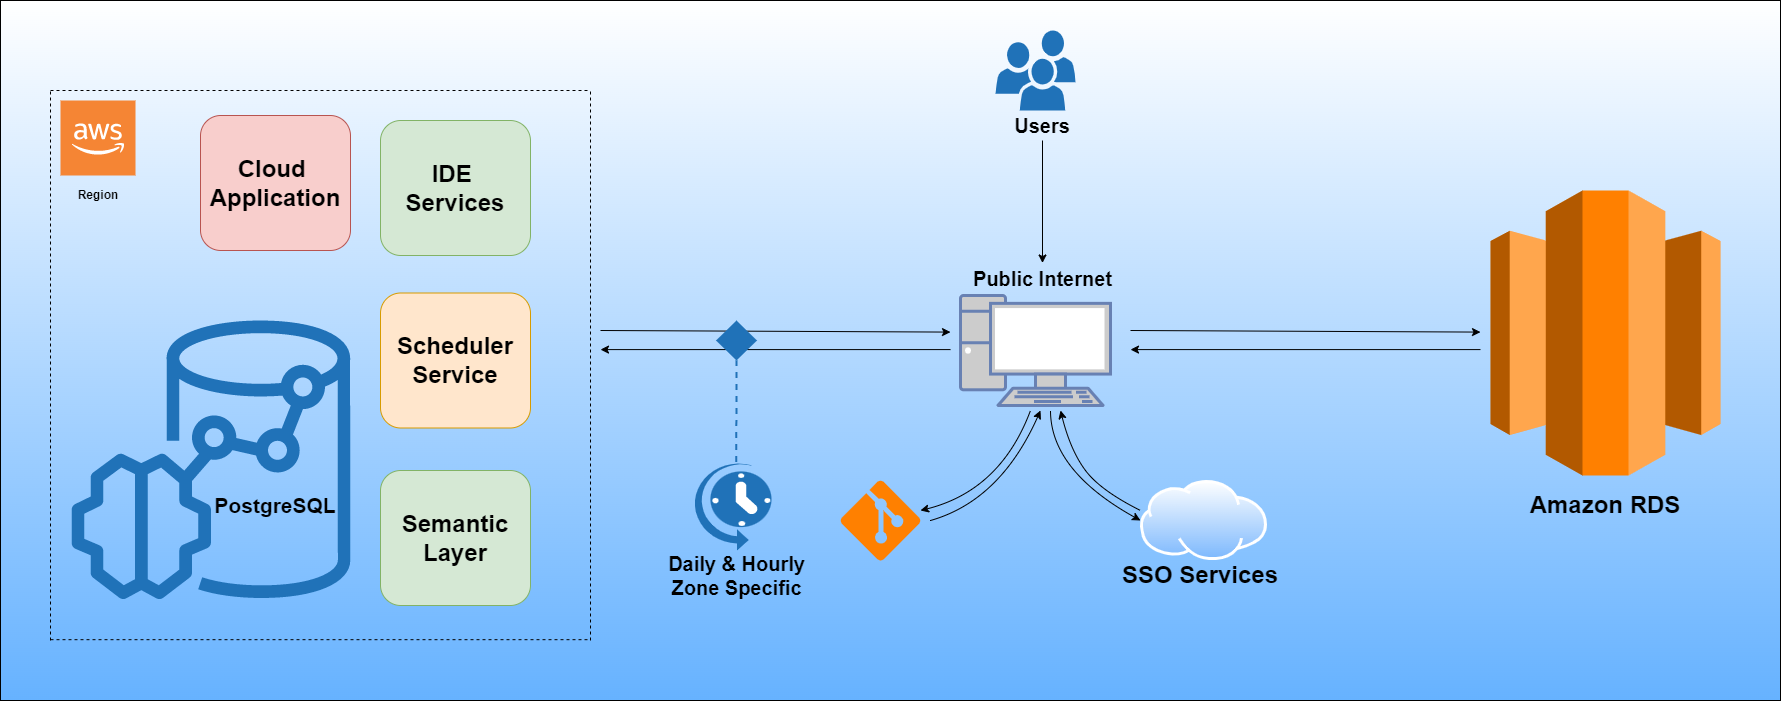 aws
Region
Cloud
Application
IDE
Services
Scheduler
Service
PostgreSQL
Semantic
Layer
Daily & Hourly
Zone Specific
Users
Public Internet
SSO Services
Amazon RDS